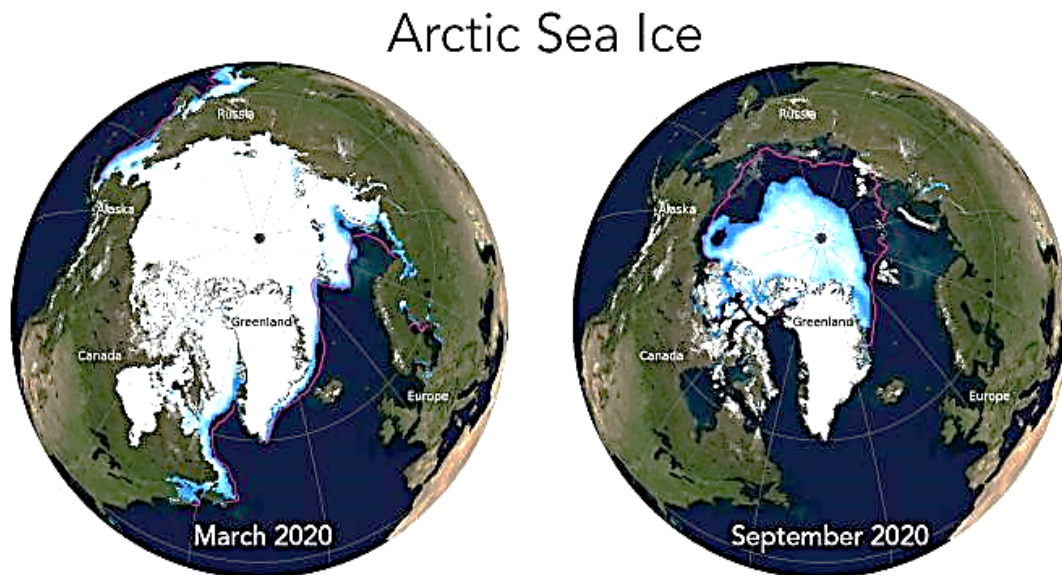 Arctic Sea Ice
Russia
Alaska
Greenland
Canada
Europe
March 2020
Russia
Alaska
Greenland
Canada
Europe
September 2020